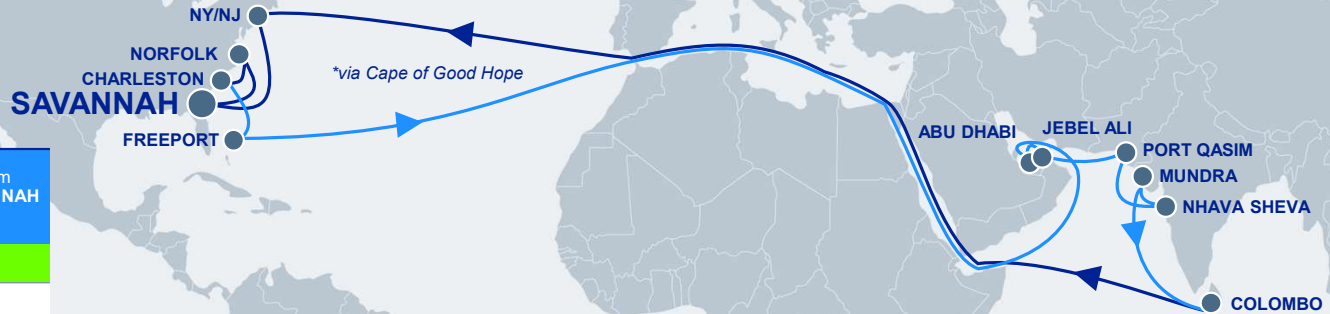 NY/NJ
NORFOLK
*via Cape of Good Hope
CHARLESTON
SAVANNAH
FREEPORT
ABU DHABI
JEBEL ALI
PORT QASIM
MUNDRA
NHAVA SHEVA
COLOMBO
NAH